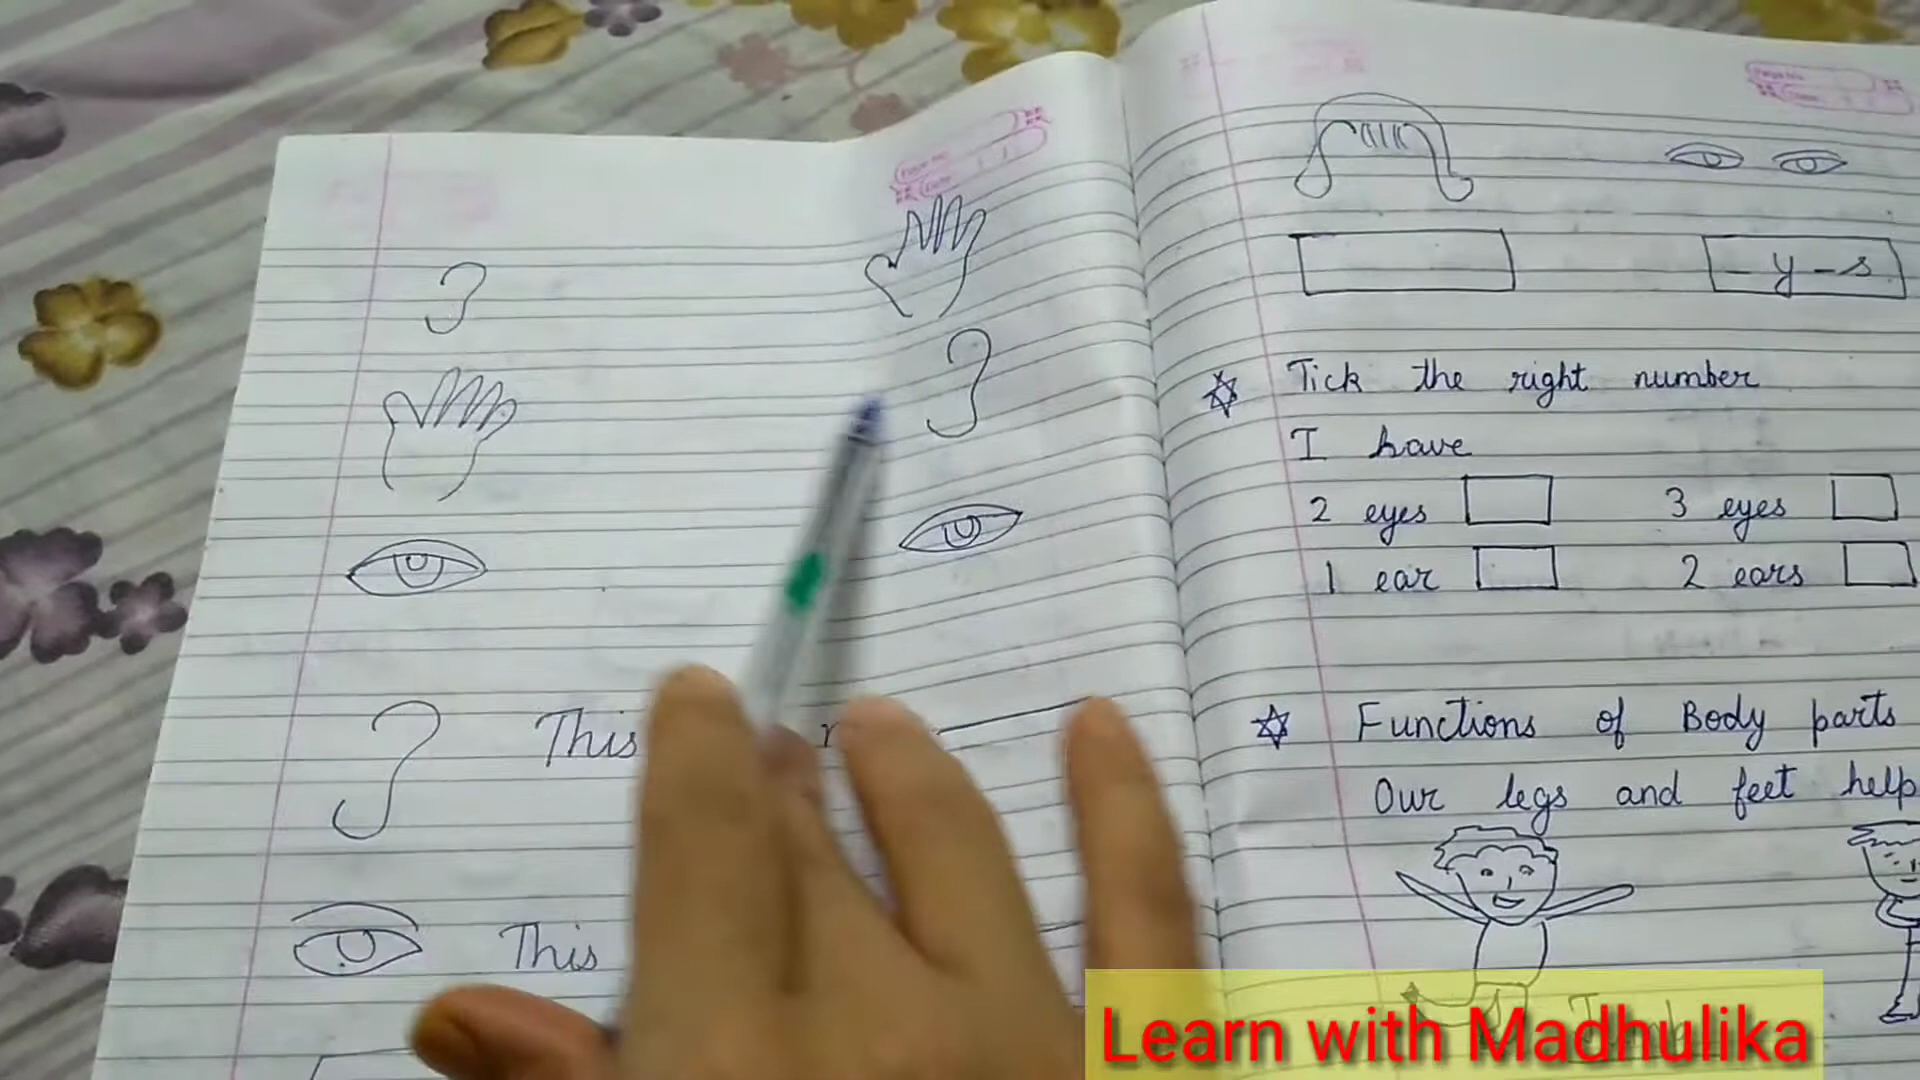 This
This
- y - s
Tick the right number
I have
2 eyes 3 eyes
1 ear 2 ears
Functions of Body parts
Our legs and feet help
Learn with Madhulika